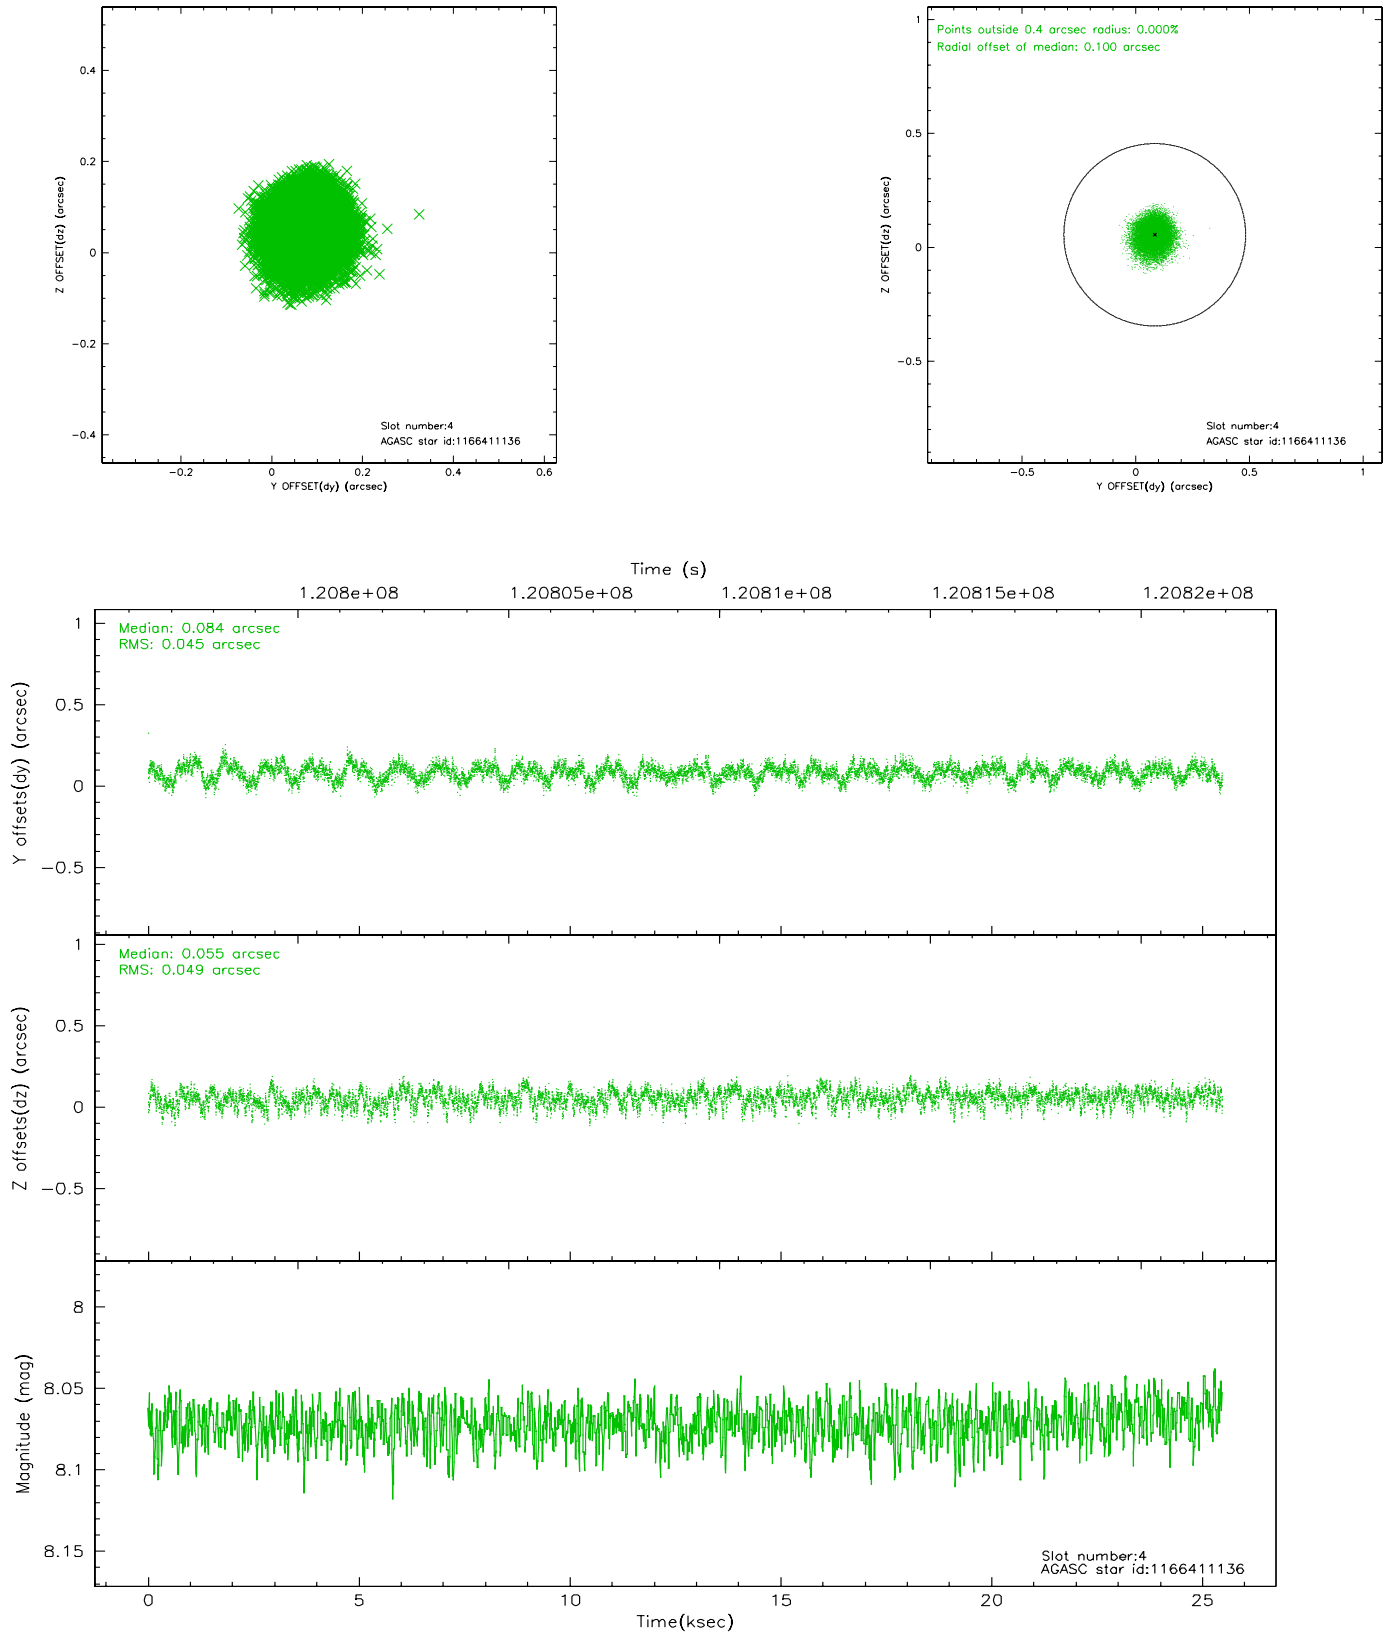 0.4
0.2
0
−0.2
−0.4
Z OFFSET(dz) (arcsec)
Slot number:4
AGASC star id:1166411136
−0.2 0 0.2 0.4 0.6
Y OFFSET(dy) (arcsec)
Points outside 0.4 arcsec radius: 0.000%
Radial offset of median: 0.100 arcsec
1
0.5
0
−0.5
Z OFFSET(dz) (arcsec)
Slot number:4
AGASC star id:1166411136
−0.5 0 0.5 1
Y OFFSET(dy) (arcsec)
Time (s)
1.208e+08 1.20805e+08 1.2081e+08 1.20815e+08 1.2082e+08
Median: 0.084 arcsec
RMS: 0.045 arcsec
1
0.5
0
−0.5
Y offsets(dy) (arcsec)
Median: 0.055 arcsec
RMS: 0.049 arcsec
1
0.5
0
−0.5
Z offsets(dz) (arcsec)
8
8.05
8.1
8.15
Magnitude (mag)
Slot number:4
AGASC star id:1166411136
0 5 10 15 20 25
Time(ksec)